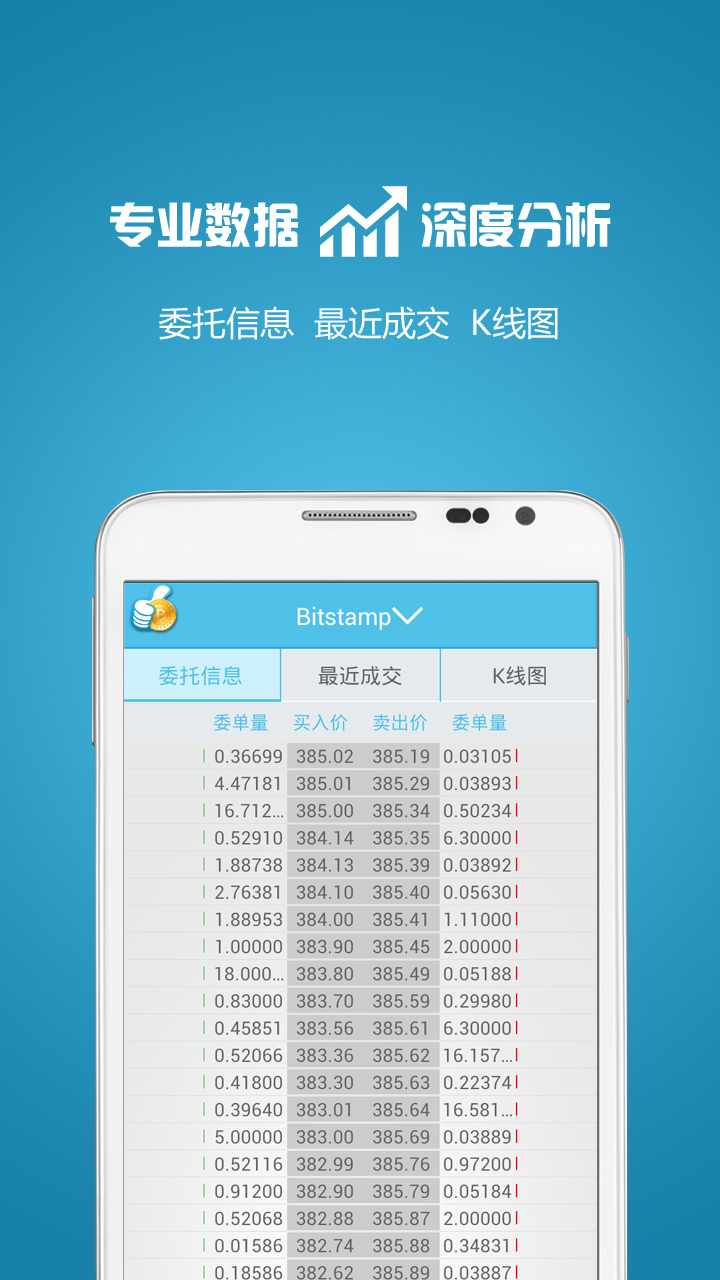 专业数据 深度分析
委托信息 最近成交 K线图
Bitstamp
委托信息 最近成交 K线图
委单量 买入价 卖出价 委单量
0.36699 385.02 385.19 0.03105
4.47181 385.01 385.29 0.03893
16.712... 385.00 385.34 0.50234
0.52910 384.14 385.35 6.30000
1.88738 384.13 385.39 0.03892
2.76381 384.10 385.40 0.05630
1.88953 384.00 385.41 1.11000
1.00000 383.90 385.45 2.00000
18.000... 383.80 385.49 0.05188
0.83000 383.70 385.59 0.29980
0.45851 383.56 385.61 6.30000
0.52066 383.36 385.62 16.157...
0.41800 383.30 385.63 0.22374
0.39640 383.01 385.64 16.581...
5.00000 383.00 385.69 0.03889
0.52116 382.99 385.76 0.97200
0.91200 382.90 385.79 0.05184
0.52068 382.88 385.87 2.00000
0.01586 382.74 385.88 0.34831
0.18586 382.62 385.89 0.03887